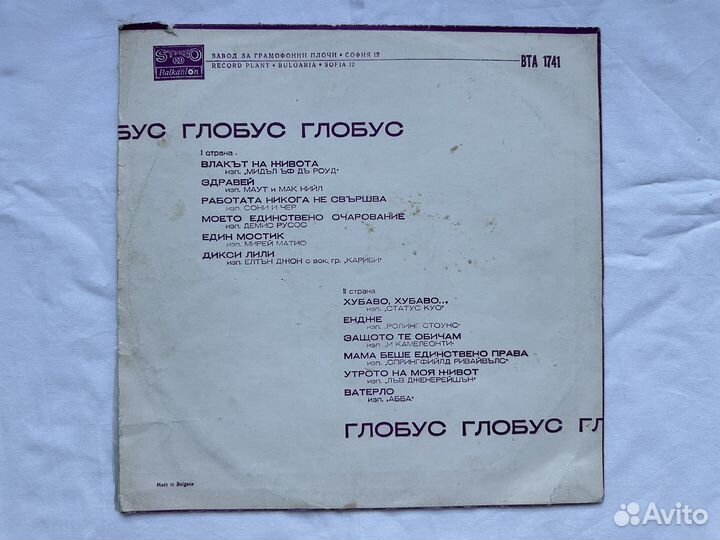 STEREO
Balkanton
ЗАВОД ЗА ГРАМОФОННИ ПЛОЧИ • СОФИЯ 12
RECORD PLANT • BULGARIA • SOFIA 12
ВТА 1741
БУС ГЛОБУС ГЛОБУС
I страна
ВЛАКЪТ НА ЖИВОТА
изп. „МИДЪЛ ЪФ ДЪ РОУД"
ЗДРАВЕЙ
изп. МАУТ и МАК НИЙЛ
РАБОТАТА НИКОГА НЕ СВЪРШВА
изп. СОНИ И ЧЕР
МОЕТО ЕДИНСТВЕНО ОЧАРОВАНИЕ
изп. ДЕМИС РУСОС
ЕДИН МОСТИК
изп. МИРЕЙ МАТИО
ДИКСИ ЛИЛИ
изп. ЕЛТЪН ДЖОН с вок. гр. „КАРИБИ"
II страна
ХУБАВО, ХУБАВО...
изп. „СТАТУС КУО"
ЕНДЖЕ
изп. „РОЛИНГ СТОУНС"
ЗАЩОТО ТЕ ОБИЧАМ
изп. „И КАМЕЛЕОНТИ"
МАМА БЕШЕ ЕДИНСТВЕНО ПРАВА
изп. „СПРИНГФИЙЛД РИВАЙВЪЛС"
УТРОТО НА МОЯ ЖИВОТ
изп. „ЛЪВ ДЖЕНЕРЕЙШЪН"
ВАТЕРЛО
изп. „АББА"
ГЛОБУС ГЛОБУС ГЛ
Made in Bulgaria
Avito